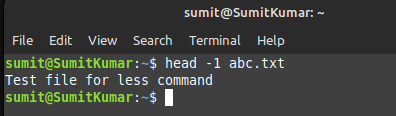 sumit@SumitKumar: ~
File Edit View Search Terminal Help
sumit@SumitKumar:~$ head -1 abc.txt
Test file for less command
sumit@SumitKumar:~$